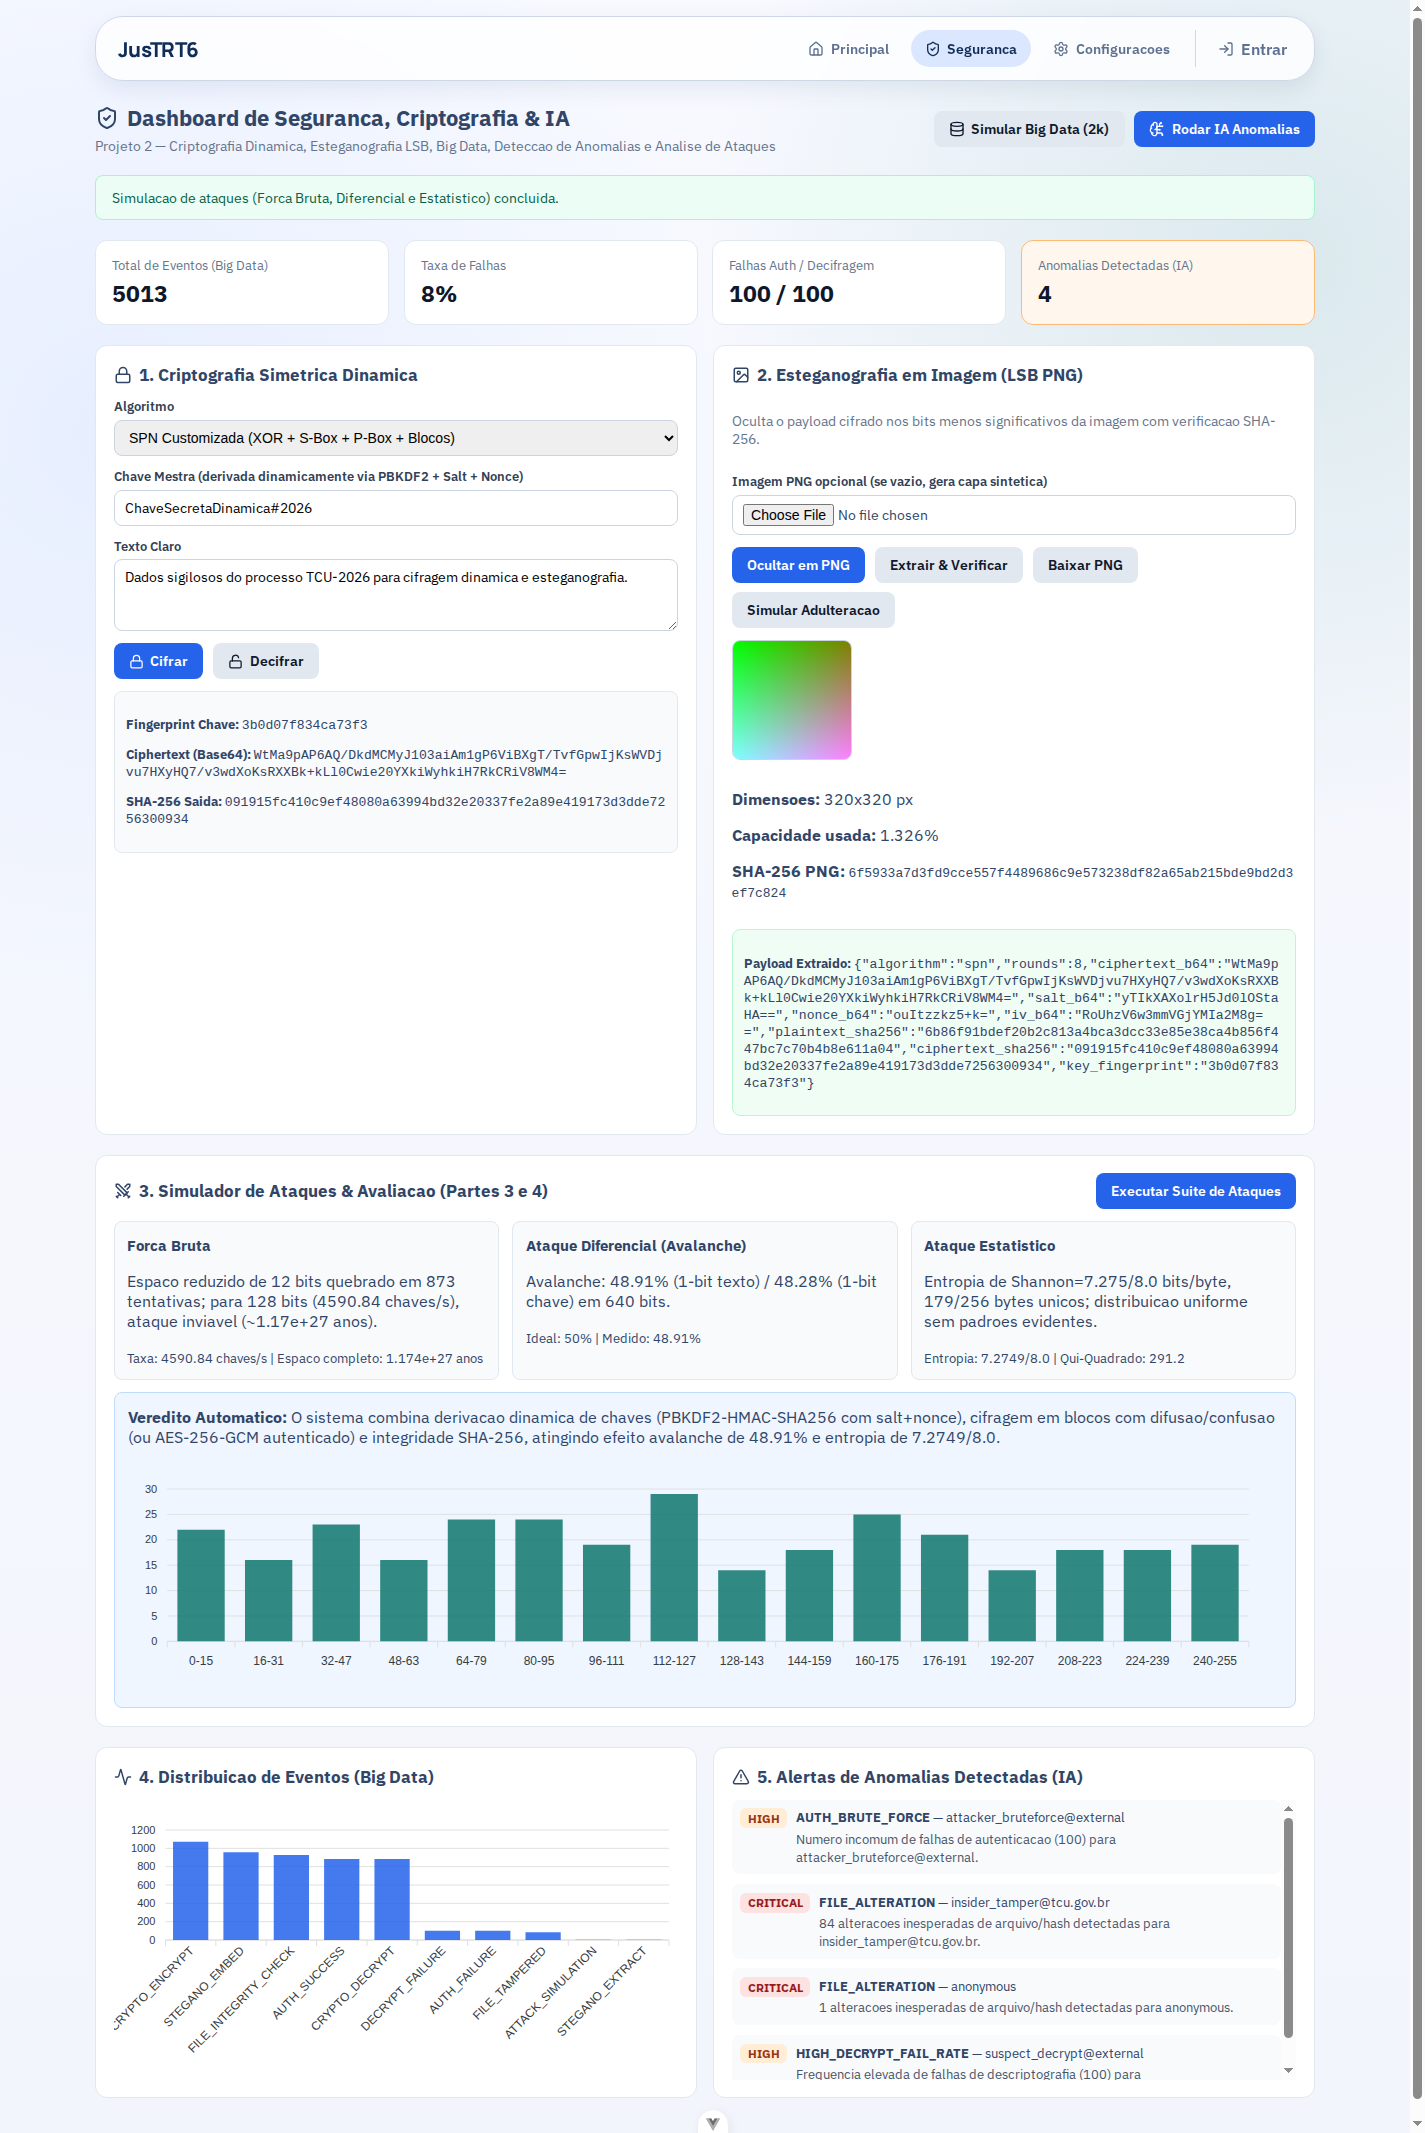 JusTRT6
Principal
Seguranca
Configuracoes
Entrar
Dashboard de Seguranca, Criptografia & IA
Projeto 2 — Criptografia Dinamica, Esteganografia LSB, Big Data, Deteccao de Anomalias e Analise de Ataques
Simular Big Data (2k)
Rodar IA Anomalias
Simulacao de ataques (Forca Bruta, Diferencial e Estatistico) concluida.
Total de Eventos (Big Data)
5013
Taxa de Falhas
8%
Falhas Auth / Decifragem
100 / 100
Anomalias Detectadas (IA)
4
1. Criptografia Simetrica Dinamica
Algoritmo
SPN Customizada (XOR + S-Box + P-Box + Blocos)
Chave Mestra (derivada dinamicamente via PBKDF2 + Salt + Nonce)
ChaveSecretaDinamica#2026
Texto Claro
Dados sigilosos do processo TCU-2026 para cifragem dinamica e esteganografia.
Cifrar
Decifrar
Fingerprint Chave: 3b0d07f834ca73f3
Ciphertext (Base64): WtMa9pAP6AQ/DkdMCMyJ103aiAm1gP6ViBXgT/TvfGpwIjKsWVDj
vu7HXyHQ7/v3wdXoKsRXXBk+kLl0Cwie20YXkiWyhkiH7RkCRiV8WM4=
SHA-256 Saida: 091915fc410c9ef48080a63994bd32e20337fe2a89e419173d3dde72
56300934
2. Esteganografia em Imagem (LSB PNG)
Oculta o payload cifrado nos bits menos significativos da imagem com verificacao SHA-
256.
Imagem PNG opcional (se vazio, gera capa sintetica)
Choose File No file chosen
Ocultar em PNG
Extrair & Verificar
Baixar PNG
Simular Adulteracao
Dimensoes: 320x320 px
Capacidade usada: 1.326%
SHA-256 PNG: 6f5933a7d3fd9cce557f4489686c9e573238df82a65ab215bde9bd2d3
ef7c824
Payload Extraido: {"algorithm":"spn","rounds":8,"ciphertext_b64":"WtMa9p
AP6AQ/DkdMCMyJ103aiAm1gP6ViBXgT/TvfGpwIjKsWVDjvu7HXyHQ7/v3wdXoKsRXXB
k+kLl0Cwie20YXkiWyhkiH7RkCRiV8WM4=","salt_b64":"yTIkXAXolrH5Jd0lOSta
HA==","nonce_b64":"ouItzzkz5+k=","iv_b64":"RoUhzV6w3mmVGjYMIa2M8g=
=","plaintext_sha256":"6b86f91bdef20b2c813a4bca3dcc33e85e38ca4b856f4
47bc7c70b4b8e611a04","ciphertext_sha256":"091915fc410c9ef48080a63994
bd32e20337fe2a89e419173d3dde7256300934","key_fingerprint":"3b0d07f83
4ca73f3"}
3. Simulador de Ataques & Avaliacao (Partes 3 e 4)
Executar Suite de Ataques
Forca Bruta
Espaco reduzido de 12 bits quebrado em 873
tentativas; para 128 bits (4590.84 chaves/s),
ataque inviavel (~1.17e+27 anos).
Taxa: 4590.84 chaves/s | Espaco completo: 1.174e+27 anos
Ataque Diferencial (Avalanche)
Avalanche: 48.91% (1-bit texto) / 48.28% (1-bit
chave) em 640 bits.
Ideal: 50% | Medido: 48.91%
Ataque Estatistico
Entropia de Shannon=7.275/8.0 bits/byte,
179/256 bytes unicos; distribuicao uniforme
sem padroes evidentes.
Entropia: 7.2749/8.0 | Qui-Quadrado: 291.2
Veredito Automatico: O sistema combina derivacao dinamica de chaves (PBKDF2-HMAC-SHA256 com salt+nonce), cifragem em blocos com difusao/confusao
(ou AES-256-GCM autenticado) e integridade SHA-256, atingindo efeito avalanche de 48.91% e entropia de 7.2749/8.0.
30
25
20
15
10
5
0
0-15 16-31 32-47 48-63 64-79 80-95 96-111 112-127 128-143 144-159 160-175 176-191 192-207 208-223 224-239 240-255
4. Distribuicao de Eventos (Big Data)
1200
1000
800
600
400
200
0
CRYPTO_ENCRYPT
STEGANO_EMBED
FILE_INTEGRITY_CHECK
AUTH_SUCCESS
CRYPTO_DECRYPT
DECRYPT_FAILURE
AUTH_FAILURE
FILE_TAMPERED
ATTACK_SIMULATION
STEGANO_EXTRACT
5. Alertas de Anomalias Detectadas (IA)
HIGH AUTH_BRUTE_FORCE — attacker_bruteforce@external
Numero incomum de falhas de autenticacao (100) para
attacker_bruteforce@external.
CRITICAL FILE_ALTERATION — insider_tamper@tcu.gov.br
84 alteracoes inesperadas de arquivo/hash detectadas para
insider_tamper@tcu.gov.br.
CRITICAL FILE_ALTERATION — anonymous
1 alteracoes inesperadas de arquivo/hash detectadas para anonymous.
HIGH HIGH_DECRYPT_FAIL_RATE — suspect_decrypt@external
Frequencia elevada de falhas de descriptografia (100) para